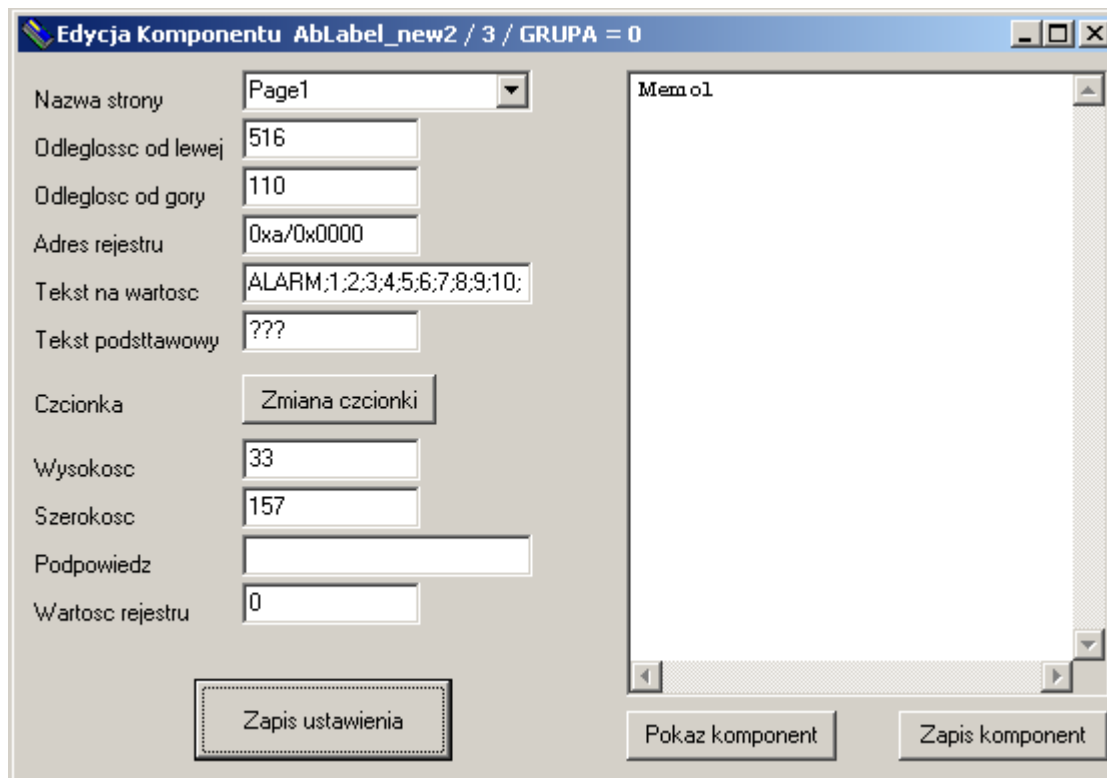 Edycja Komponentu AbLabel_new2 / 3 / GRUPA = 0
Nazwa strony Page1
Odleglossc od lewej 516
Odleglosc od gory 110
Adres rejestru 0xa/0x0000
Tekst na wartosc ALARM;1;2;3;4;5;6;7;8;9;10;
Tekst podsttawowy ???
Czcionka Zmiana czcionki
Wysokosc 33
Szerokosc 157
Podpowiedz
Wartosc rejestru 0
Zapis ustawienia
Memo1
Pokaz komponent Zapis komponent